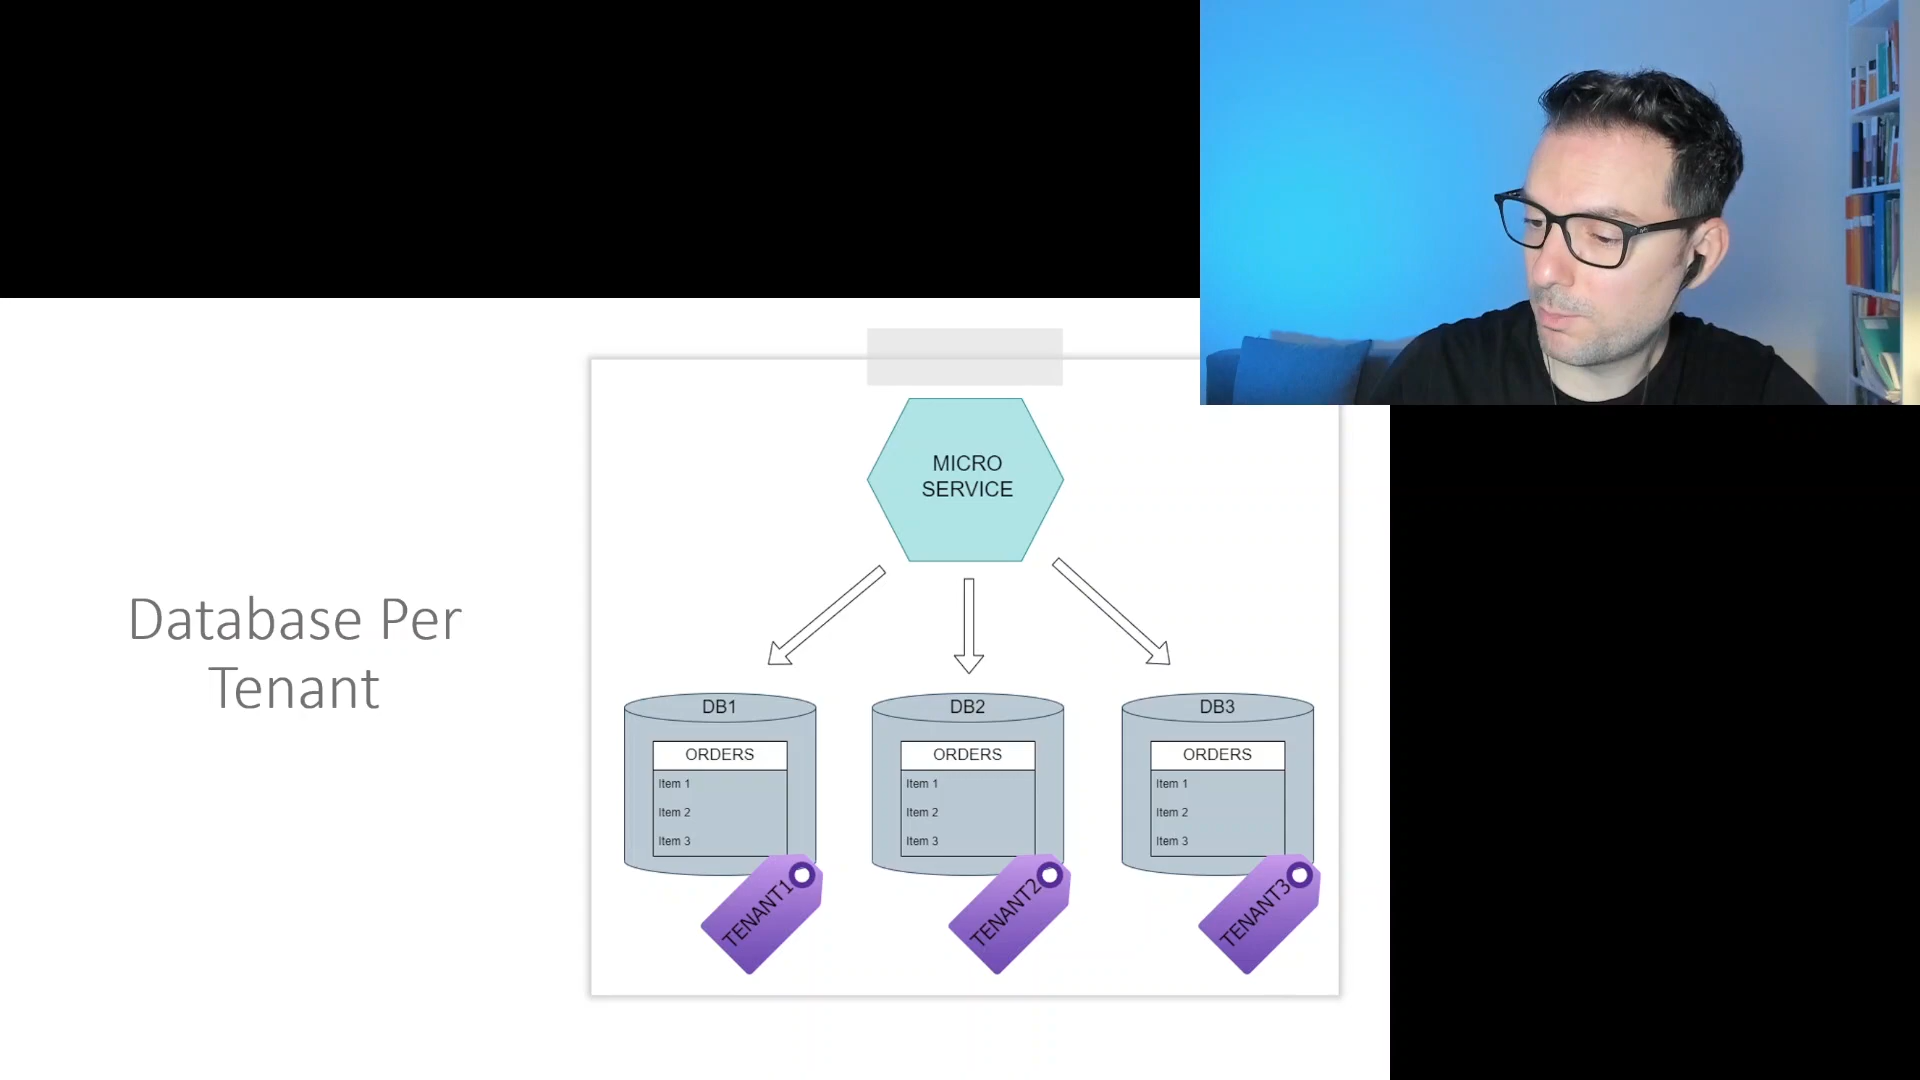 Database Per
Tenant
MICRO
SERVICE
DB1
ORDERS
Item 1
Item 2
Item 3
TENANT1
DB2
ORDERS
Item 1
Item 2
Item 3
TENANT2
DB3
ORDERS
Item 1
Item 2
Item 3
TENANT3